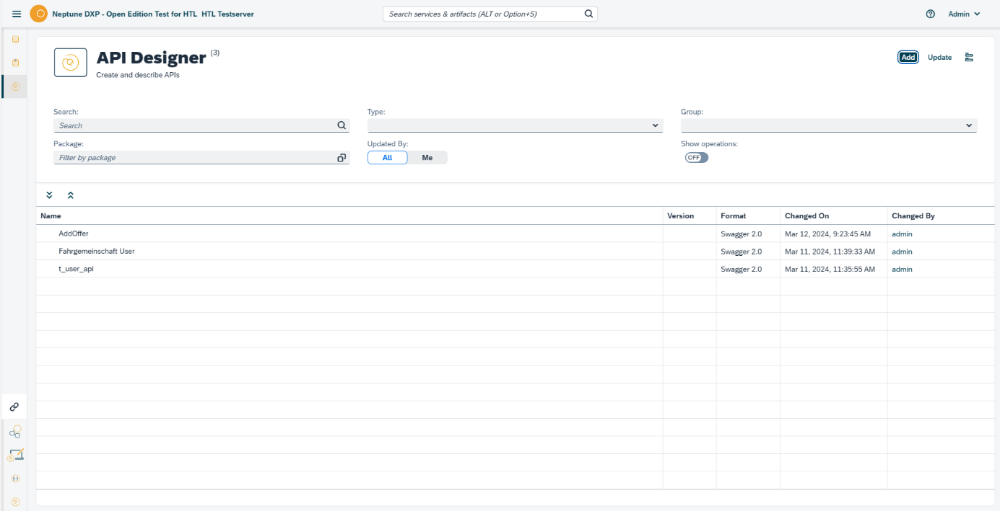 Neptune DXP - Open Edition Test for HTL HTL Testserver
Search services & artifacts (ALT or Option+S)
Admin
API Designer (3)
Create and describe APIs
Add
Update
Search:
Type:
Group:
Search
Package:
Updated By:
Show operations:
Filter by package
All
Me
OFF
Name Version Format Changed On Changed By
AddOffer Swagger 2.0 Mar 12, 2024, 9:23:45 AM admin
Fahrgemeinschaft User Swagger 2.0 Mar 11, 2024, 11:39:33 AM admin
t_user_api Swagger 2.0 Mar 11, 2024, 11:35:55 AM admin